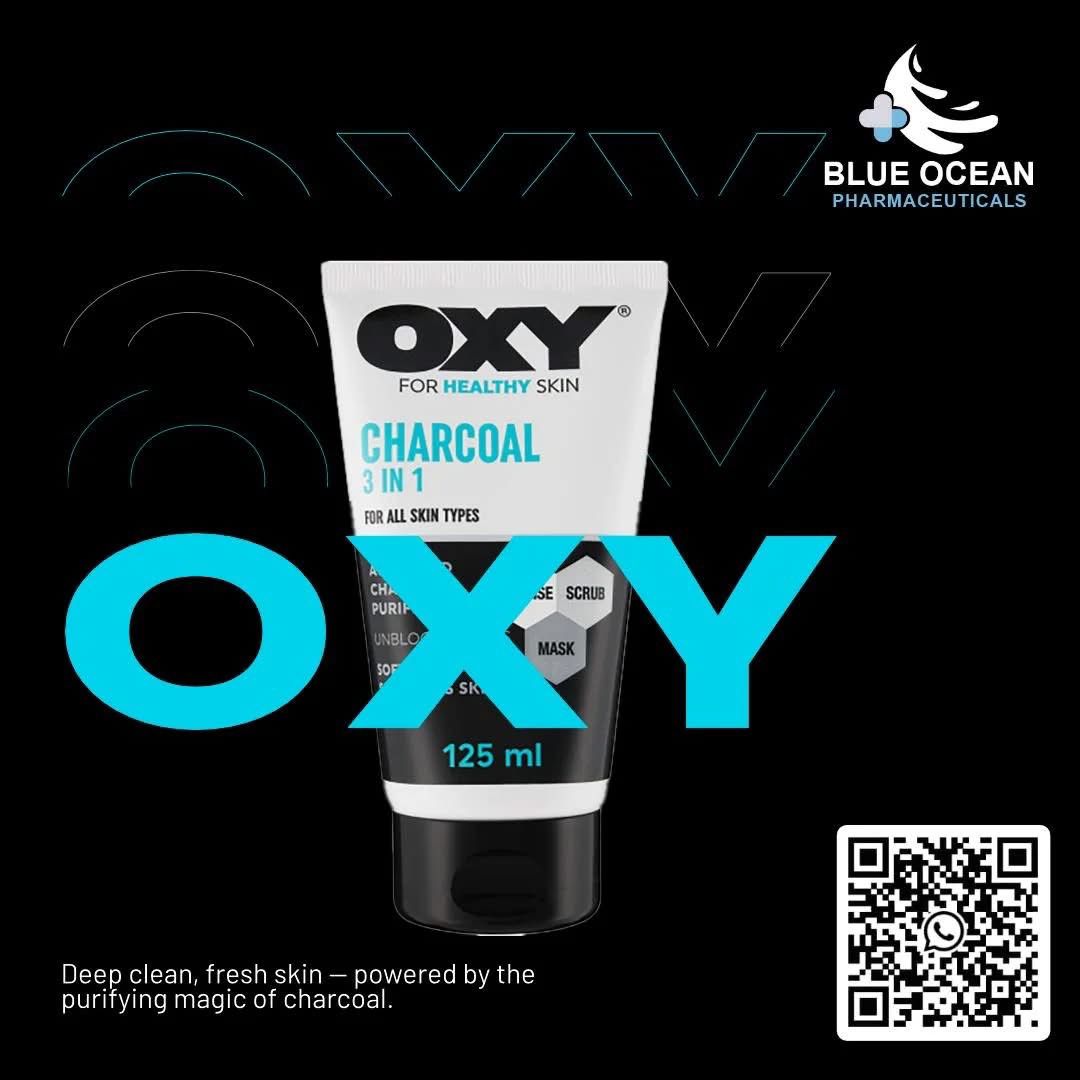 OXY
BLUE OCEAN
PHARMACEUTICALS
OXY®
FOR HEALTHY SKIN
CHARCOAL
3 IN 1
FOR ALL SKIN TYPES
OXY
SCRUB
MASK
125 ml
Deep clean, fresh skin – powered by the
purifying magic of charcoal.